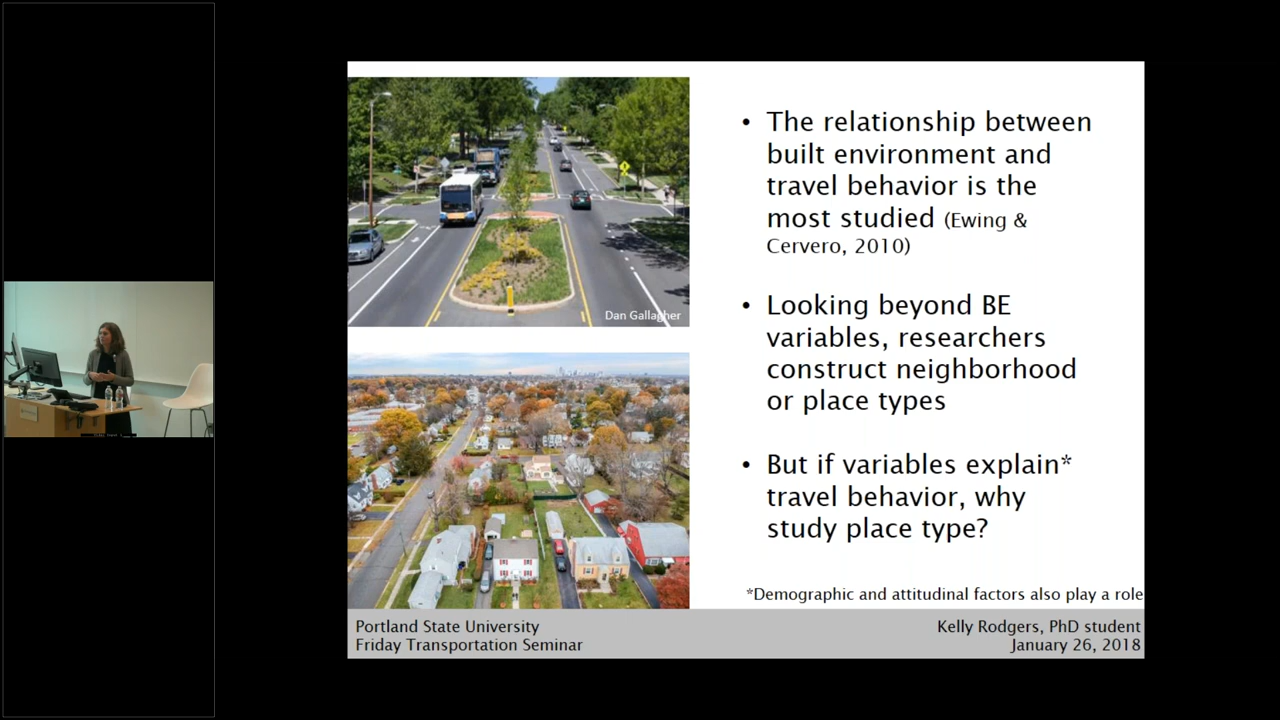 Dan Gallagher
• The relationship between
built environment and
travel behavior is the
most studied (Ewing &
Cervero, 2010)
• Looking beyond BE
variables, researchers
construct neighborhood
or place types
• But if variables explain*
travel behavior, why
study place type?
*Demographic and attitudinal factors also play a role
Portland State University
Friday Transportation Seminar
Kelly Rodgers, PhD student
January 26, 2018